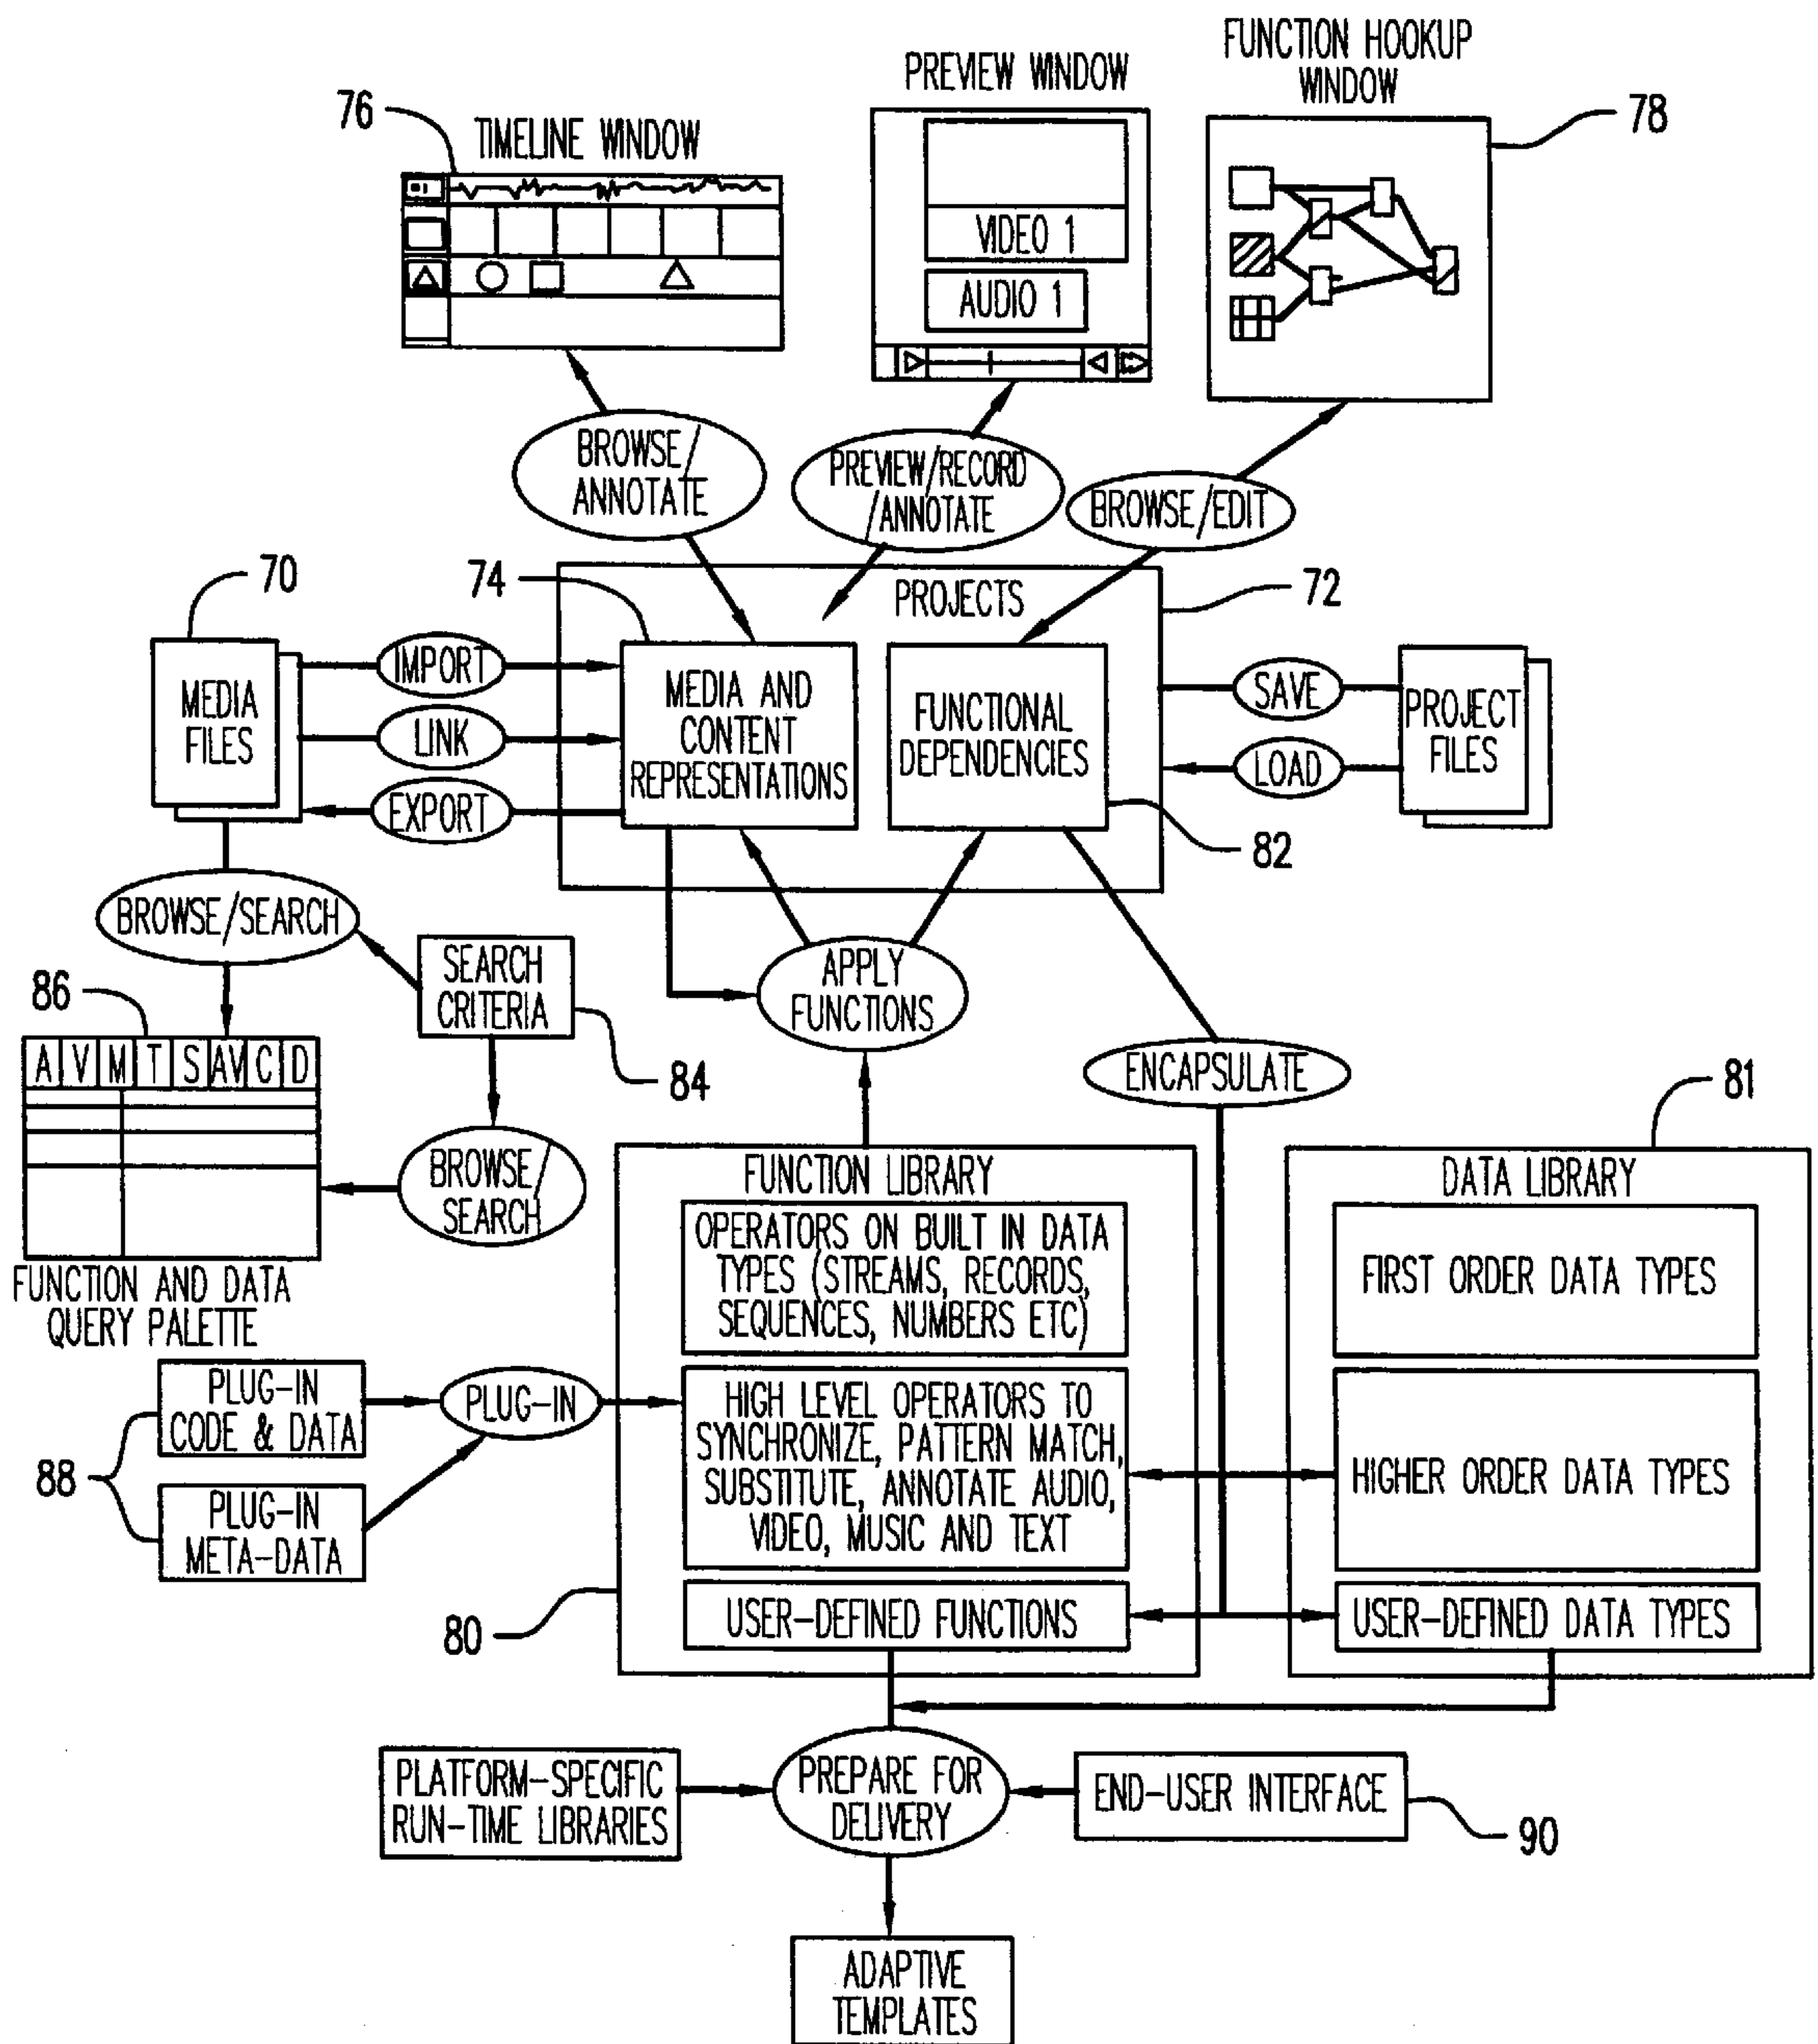 FUNCTION HOOKUP
WINDOW
PREVIEW WINDOW
76
TIMELINE WINDOW
78
VIDEO 1
AUDIO 1
BROWSE/
ANNOTATE
PREVIEW/RECORD
/ANNOTATE
BROWSE/EDIT
70
74
PROJECTS
72
MEDIA
FILES
IMPORT
LINK
EXPORT
MEDIA AND
CONTENT
REPRESENTATIONS
FUNCTIONAL
DEPENDENCIES
SAVE
LOAD
PROJECT
FILES
82
BROWSE/SEARCH
SEARCH
CRITERIA
84
APPLY
FUNCTIONS
86
A V M T S AV C D
ENCAPSULATE
81
BROWSE/
SEARCH
FUNCTION AND DATA
QUERY PALETTE
FUNCTION LIBRARY
OPERATORS ON BUILT IN DATA
TYPES (STREAMS, RECORDS,
SEQUENCES, NUMBERS ETC)
DATA LIBRARY
FIRST ORDER DATA TYPES
PLUG-IN
CODE & DATA
PLUG-IN
88
PLUG-IN
META-DATA
HIGH LEVEL OPERATORS TO
SYNCHRONIZE, PATTERN MATCH,
SUBSTITUTE, ANNOTATE AUDIO,
VIDEO, MUSIC AND TEXT
HIGHER ORDER DATA TYPES
80
USER-DEFINED FUNCTIONS
USER-DEFINED DATA TYPES
PLATFORM-SPECIFIC
RUN-TIME LIBRARIES
PREPARE FOR
DELIVERY
END-USER INTERFACE
90
ADAPTIVE
TEMPLATES